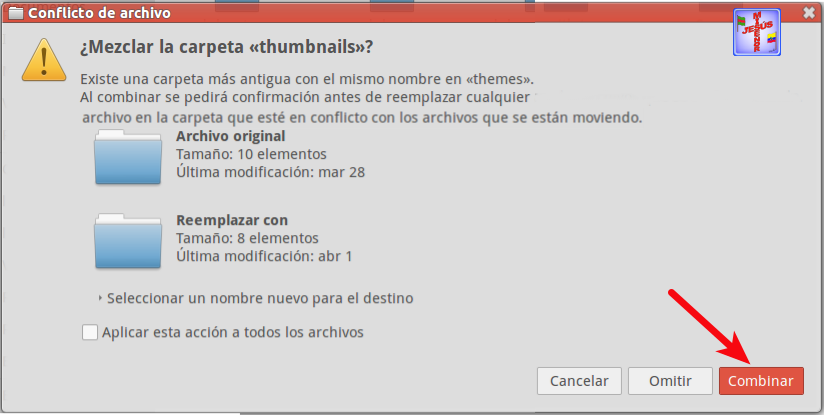 Conflicto de archivo
¿Mezclar la carpeta «thumbnails»?
Existe una carpeta más antigua con el mismo nombre en «themes».
Al combinar se pedirá confirmación antes de reemplazar cualquier
archivo en la carpeta que esté en conflicto con los archivos que se están moviendo.
Archivo original
Tamaño: 10 elementos
Última modificación: mar 28
Reemplazar con
Tamaño: 8 elementos
Última modificación: abr 1
Seleccionar un nombre nuevo para el destino
Aplicar esta acción a todos los archivos
Cancelar
Omitir
Combinar
JESÚS